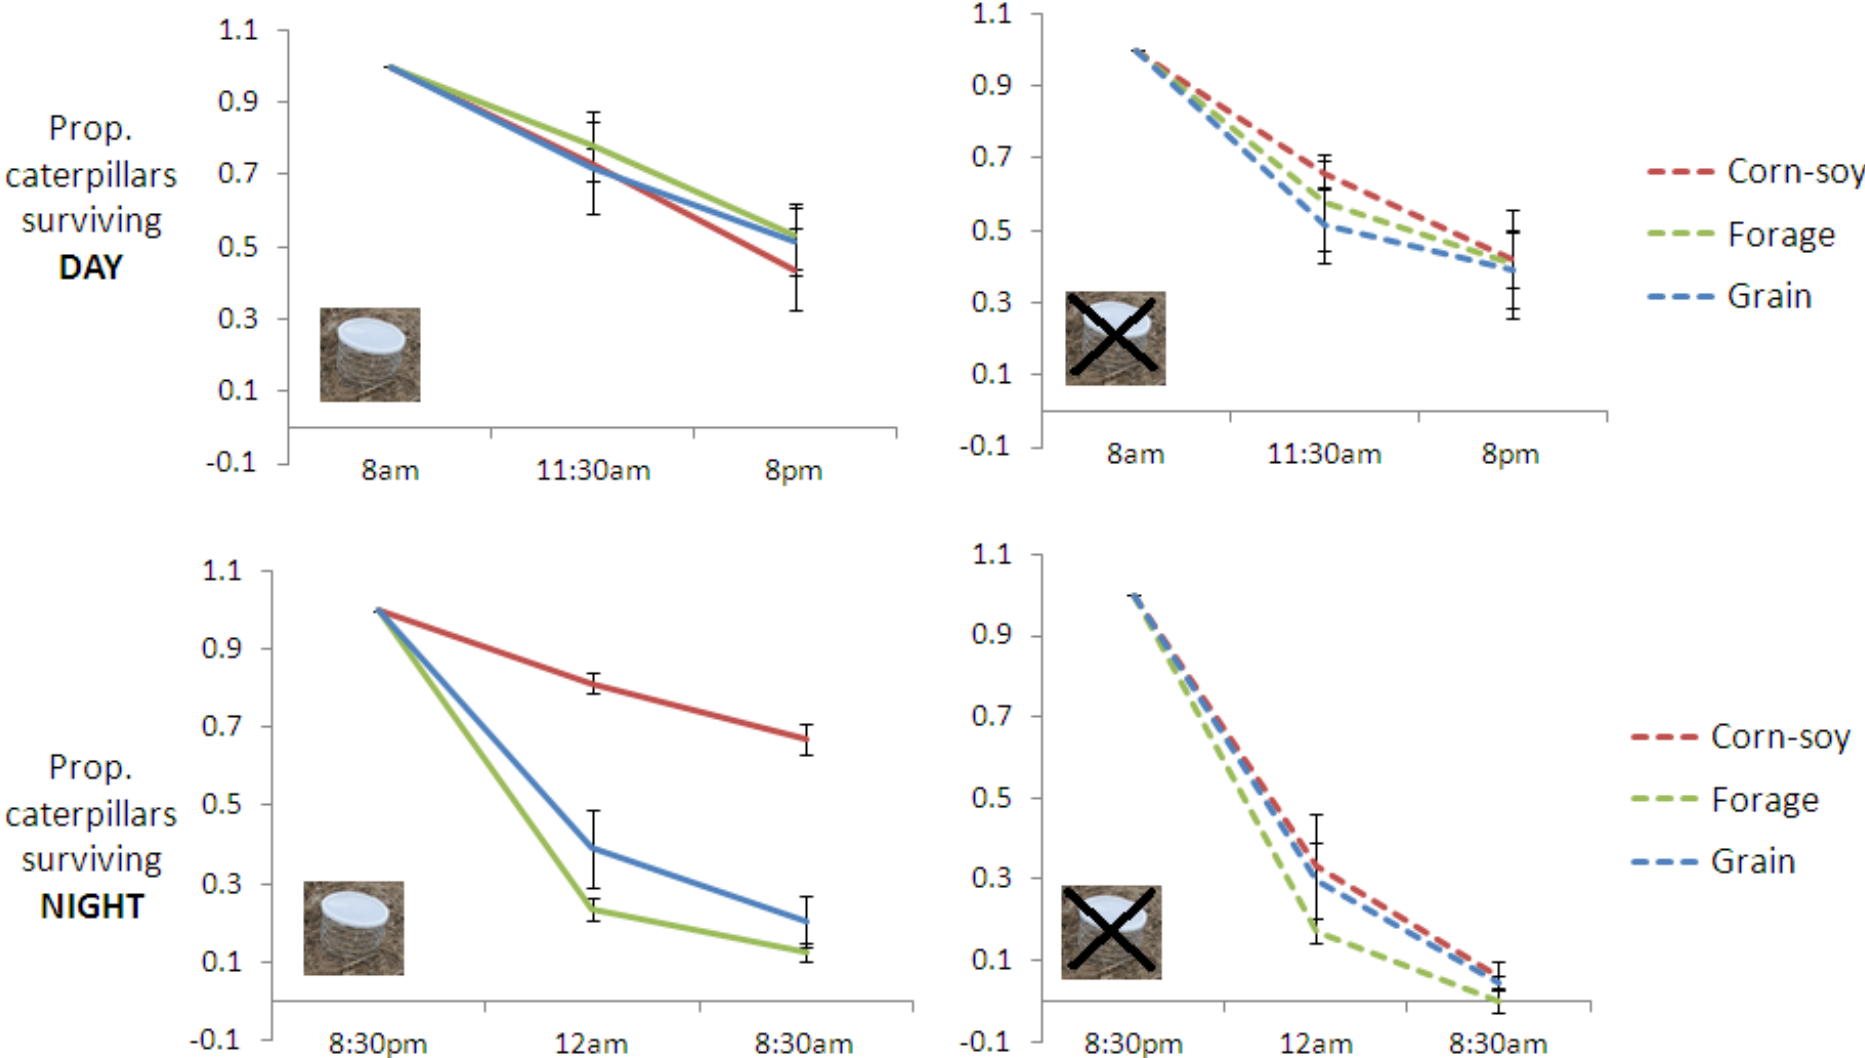 Prop.
caterpillars
surviving
DAY
1.1
0.9
0.7
0.5
0.3
0.1
-0.1
8am 11:30am 8pm
1.1
0.9
0.7
0.5
0.3
0.1
-0.1
8am 11:30am 8pm
Corn-soy
Forage
Grain
Prop.
caterpillars
surviving
NIGHT
1.1
0.9
0.7
0.5
0.3
0.1
-0.1
8:30pm 12am 8:30am
1.1
0.9
0.7
0.5
0.3
0.1
-0.1
8:30pm 12am 8:30am
Corn-soy
Forage
Grain